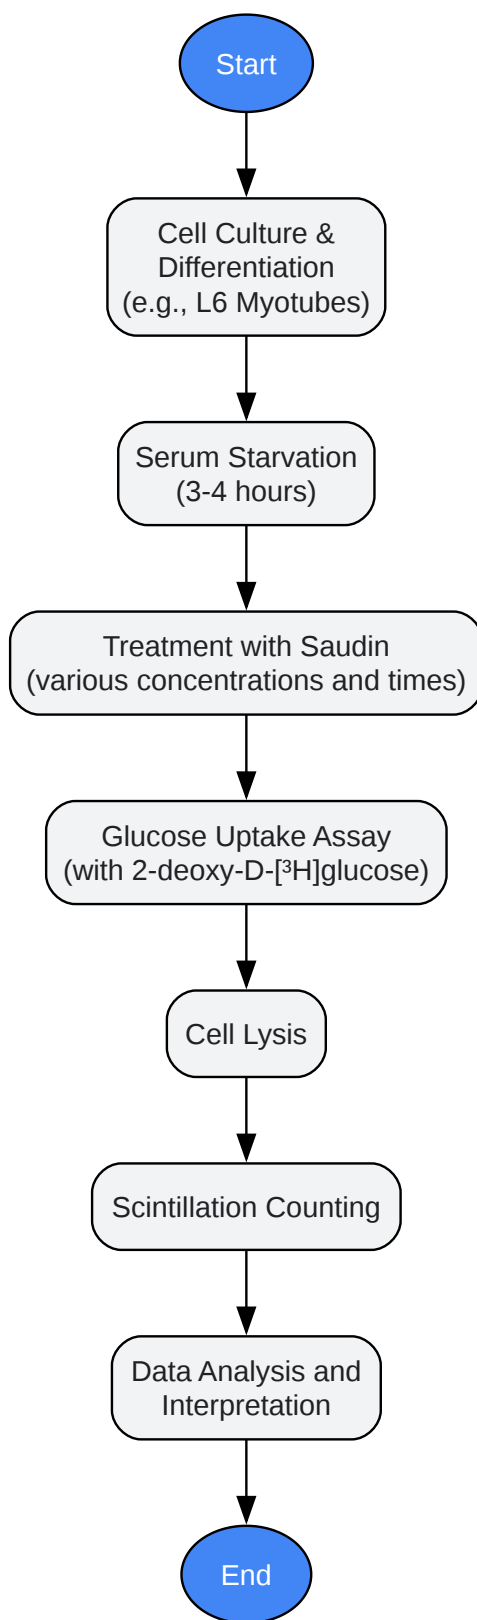 Start
Cell Culture &
Differentiation
(e.g., L6 Myotubes)
Serum Starvation
(3-4 hours)
Treatment with Saudin
(various concentrations and times)
Glucose Uptake Assay
(with 2-deoxy-D-[³H]glucose)
Cell Lysis
Scintillation Counting
Data Analysis and
Interpretation
End